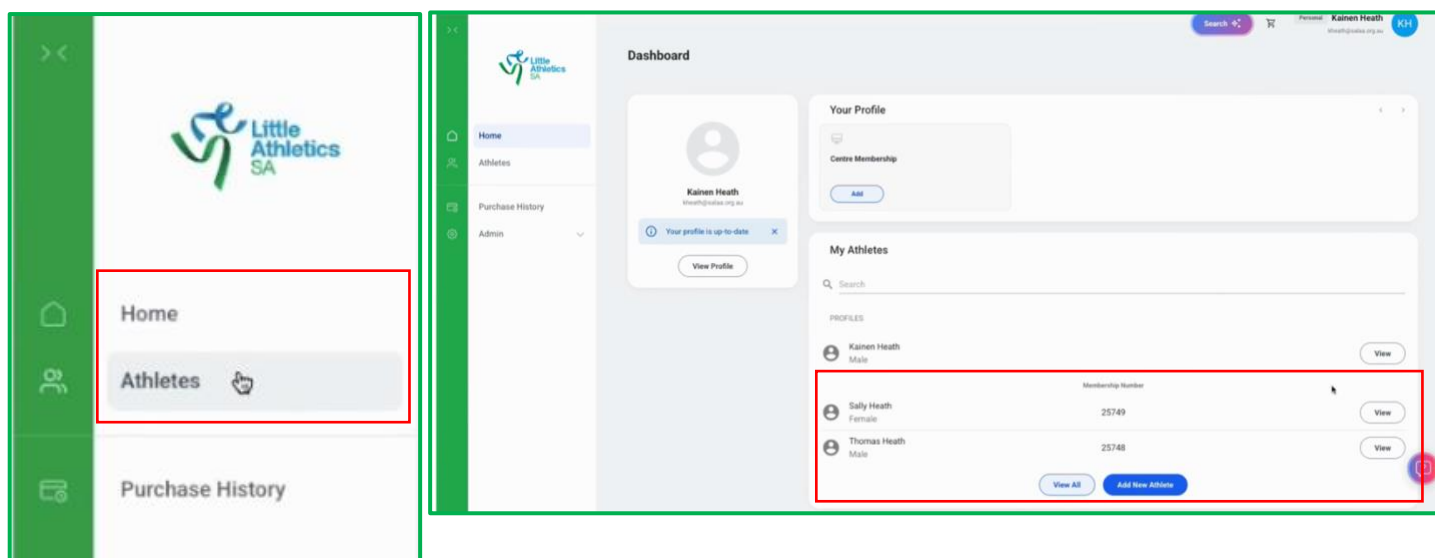 Little
Athletics
SA
Home
Athletes
Purchase History
Little
Athletics
SA
Home
Athletes
Purchase History
Admin
Search
Personal
Kainen Heath
kheath@salaa.org.au
KH
Dashboard
Kainen Heath
kheath@salaa.org.au
Your profile is up-to-date
View Profile
Your Profile
Centre Membership
Add
My Athletes
Search
PROFILES
Kainen Heath
Male
View
Membership Number
Sally Heath
Female
25749
View
Thomas Heath
Male
25748
View
View All
Add New Athlete